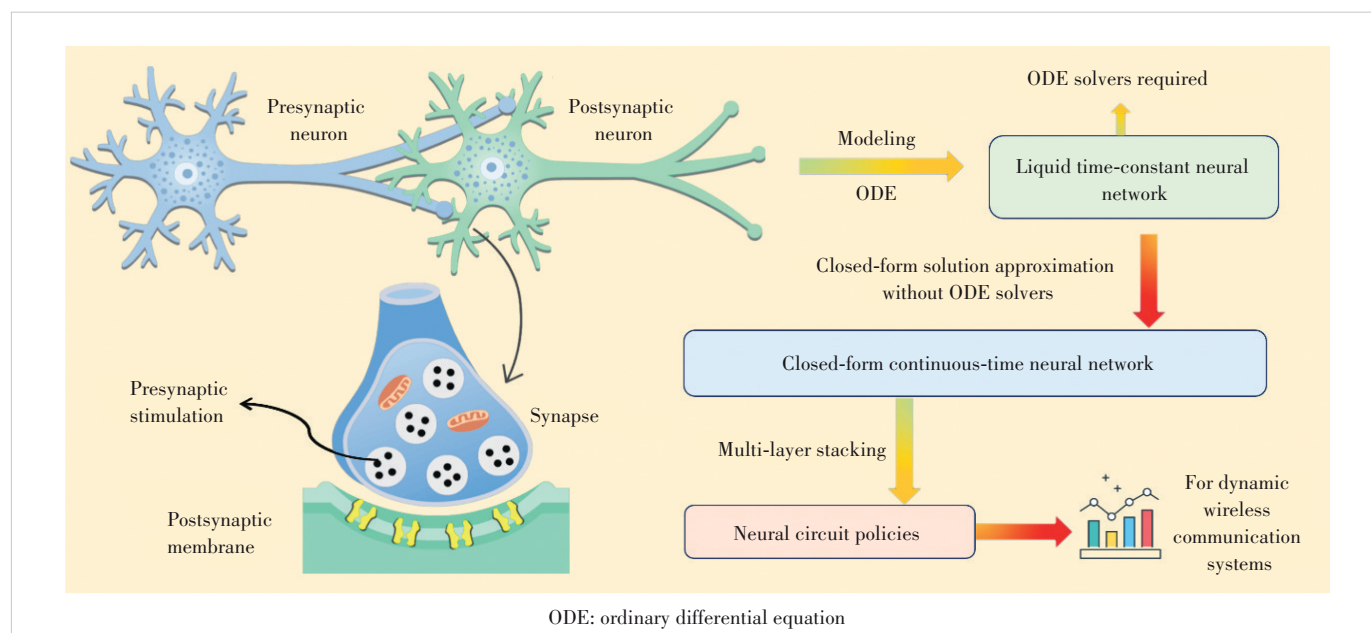 Presynaptic
neuron
Postsynaptic
neuron
Modeling
ODE
ODE solvers required
Liquid time-constant neural
network
Closed-form solution approximation
without ODE solvers
Closed-form continuous-time neural network
Presynaptic
stimulation
Synapse
Postsynaptic
membrane
Multi-layer stacking
Neural circuit policies
For dynamic
wireless
communication
systems
ODE: ordinary differential equation